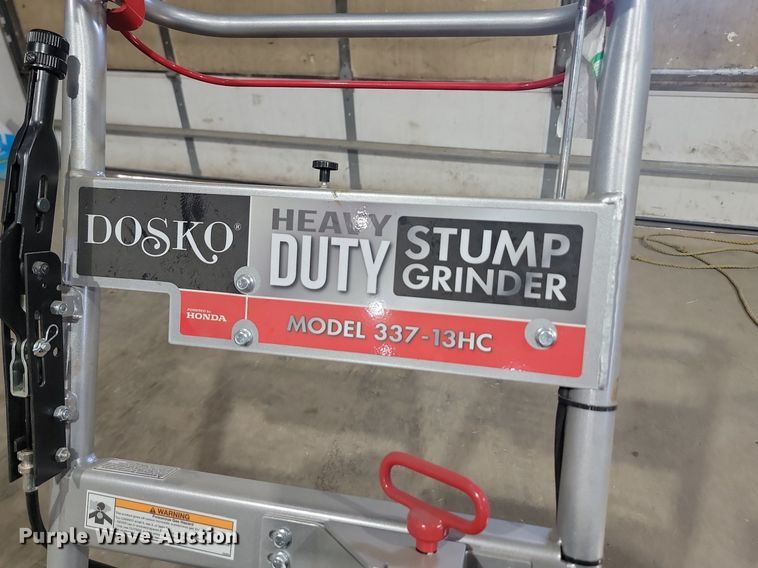 DOSKO®
HEAVY
DUTY
STUMP
GRINDER
POWERED BY
HONDA
MODEL 337-13HC
WARNING
Purple Wave Auction